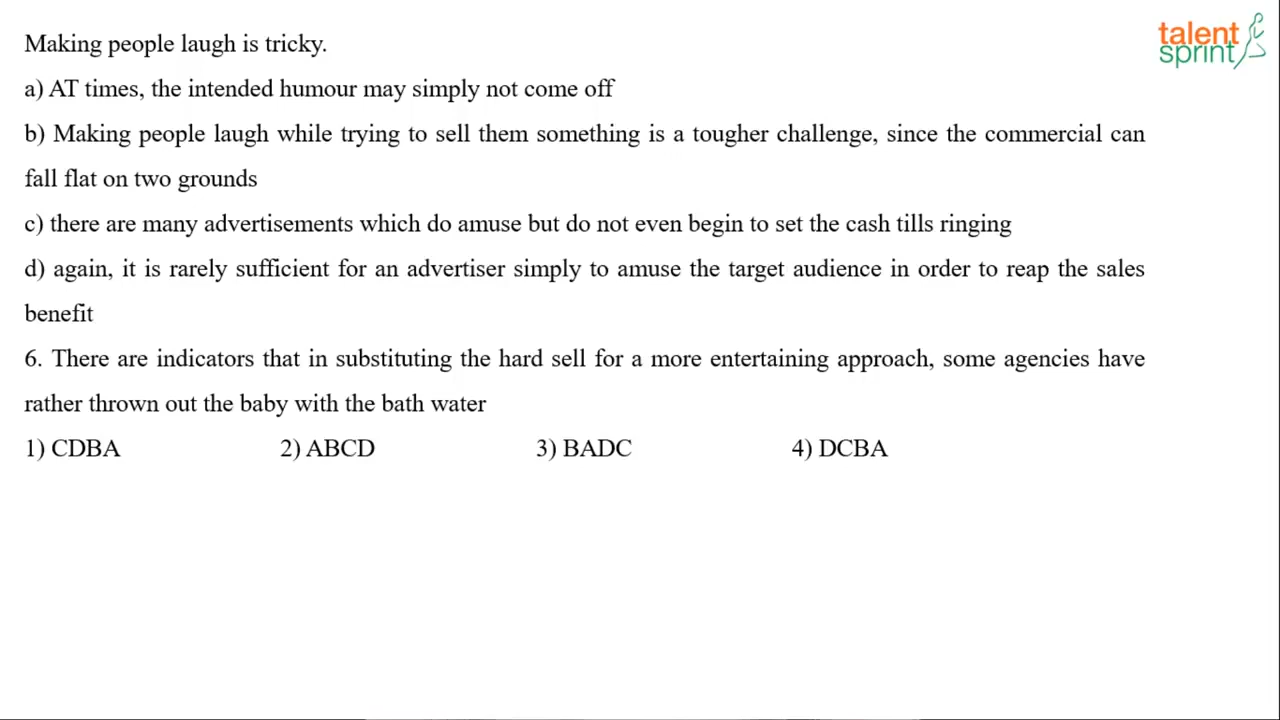 talent
sprint
Making people laugh is tricky.
a) AT times, the intended humour may simply not come off
b) Making people laugh while trying to sell them something is a tougher challenge, since the commercial can
fall flat on two grounds
c) there are many advertisements which do amuse but do not even begin to set the cash tills ringing
d) again, it is rarely sufficient for an advertiser simply to amuse the target audience in order to reap the sales
benefit
6. There are indicators that in substituting the hard sell for a more entertaining approach, some agencies have
rather thrown out the baby with the bath water
1) CDBA 2) ABCD 3) BADC 4) DCBA